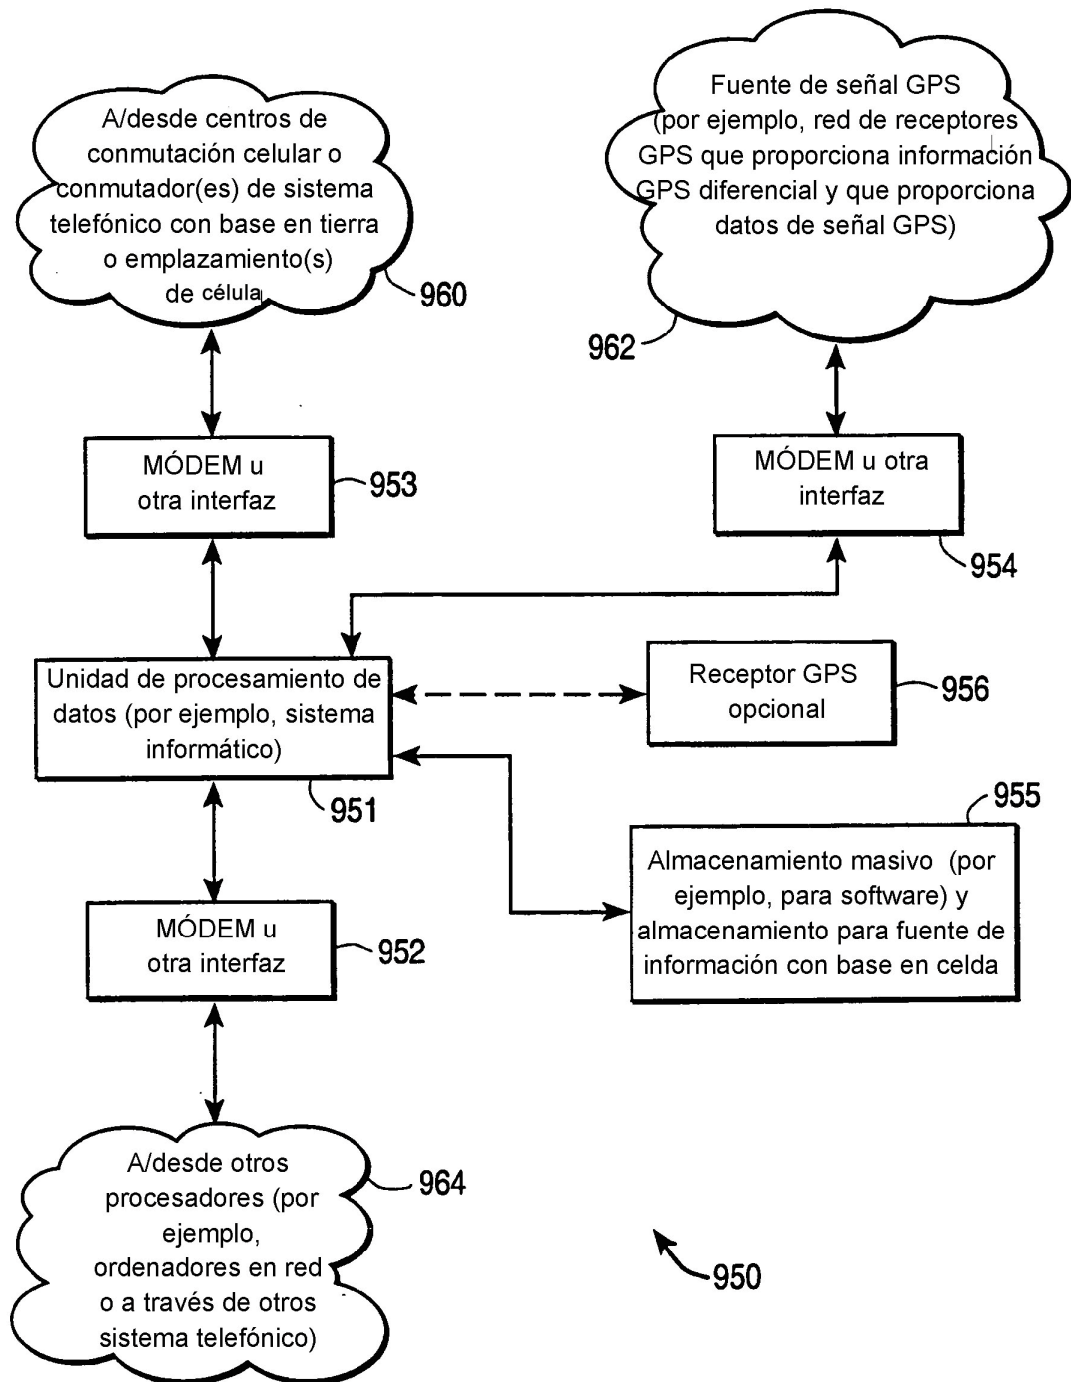 A/desde centros de
conmutación celular o
conmutador(es) de sistema
telefónico con base en tierra
o emplazamiento(s)
de célula
960
Fuente de señal GPS
(por ejemplo, red de receptores
GPS que proporciona información
GPS diferencial y que proporciona
datos de señal GPS)
962
MÓDEM u
otra interfaz
953
MÓDEM u otra
interfaz
954
Unidad de procesamiento de
datos (por ejemplo, sistema
informático)
951
Receptor GPS
opcional
956
955
Almacenamiento masivo (por
ejemplo, para software) y
almacenamiento para fuente de
información con base en celda
MÓDEM u
otra interfaz
952
A/desde otros
procesadores (por
ejemplo,
ordenadores en red
o a través de otros
sistema telefónico)
964
950